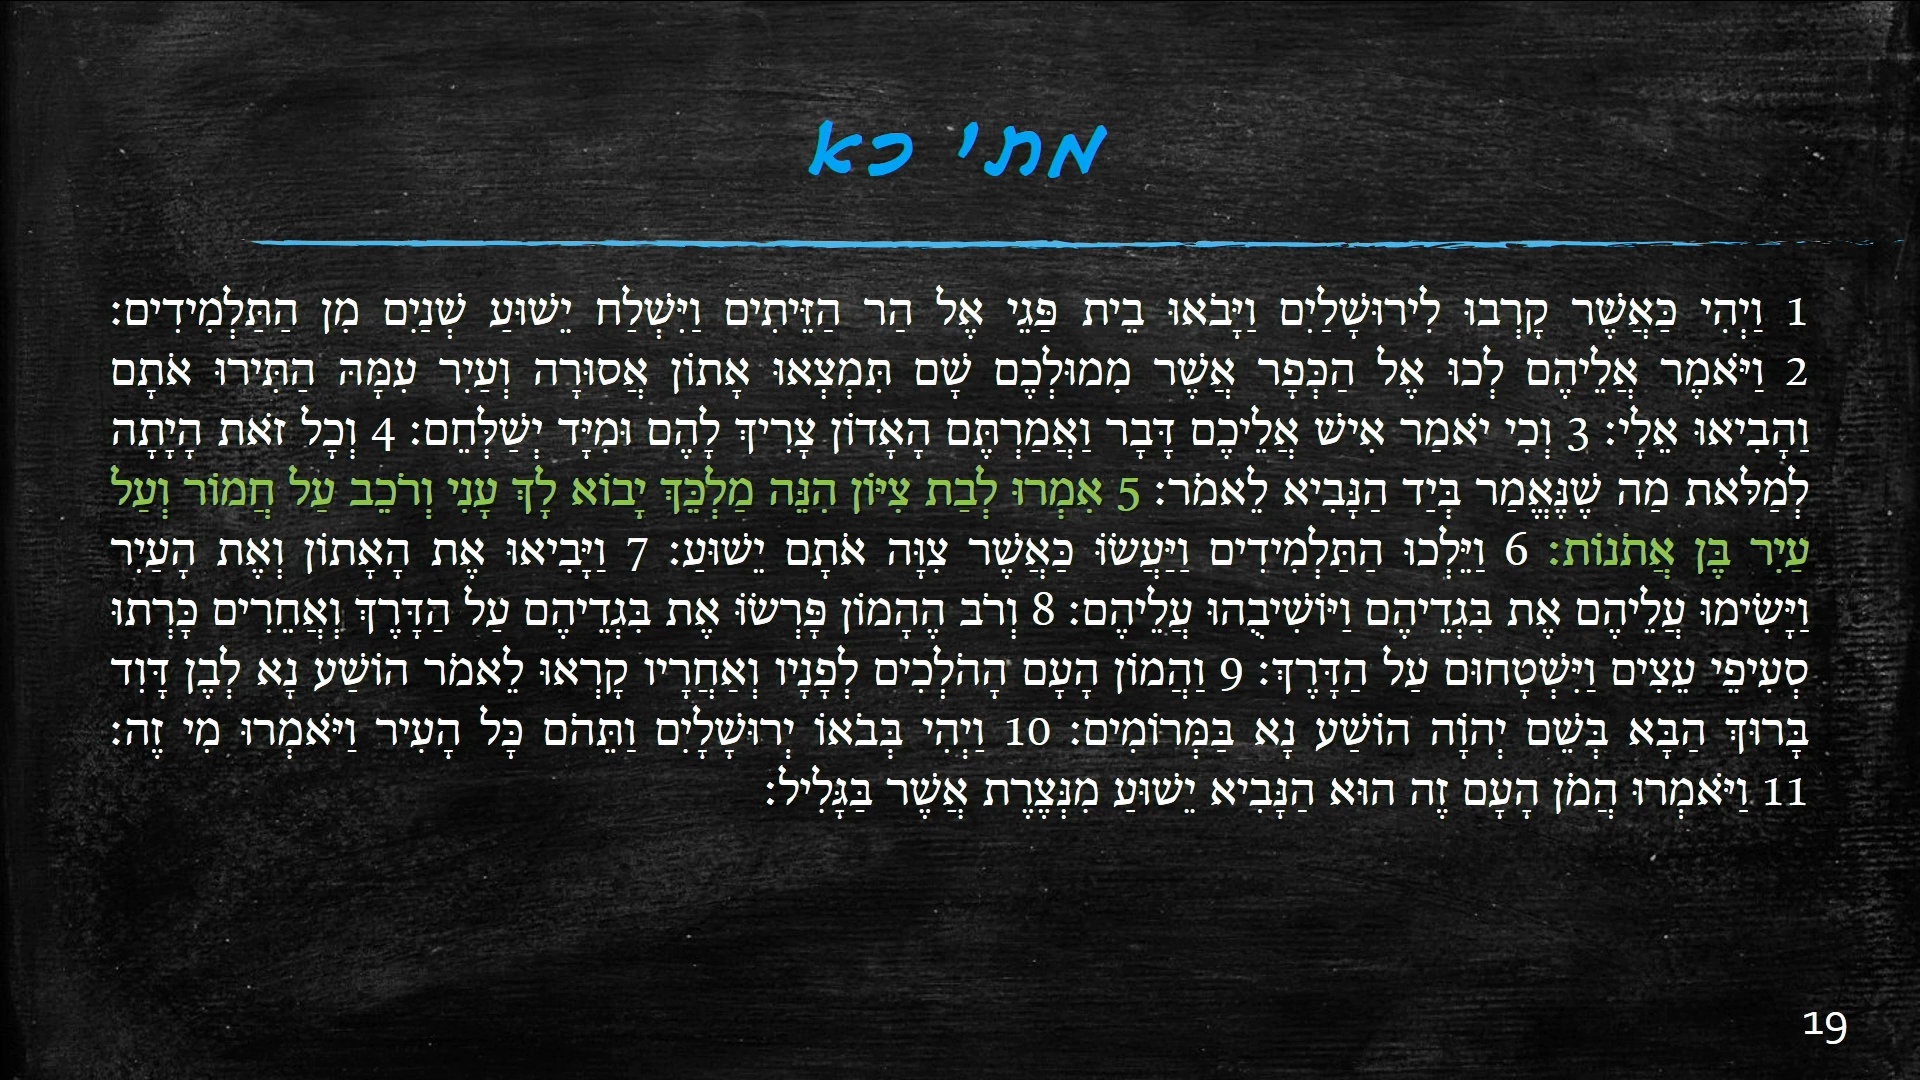 מתי כא
1 וַיְהִי כַּאֲשֶׁר קָרְבוּ לִירוּשָׁלַיִם וַיָּבֹאוּ בֵית פַּגֵי אֶל הַר הַזֵּיתִים וַיִּשְׁלַח יֵשׁוּעַ שְׁנַיִם מִן הַתַּלְמִידִים׃
2 וַיֹּאמֶר אֲלֵיהֶם לְכוּ אֶל הַכְּפָר אֲשֶׁר מִמּוּלְכֶם שָׁם תִּמְצְאוּ אָתוֹן אֲסוּרָה וְעַיִר עִמָּהּ הַתִּירוּ אֹתָם
וְהָבִיאוּ אֵלָי׃ 3 וְכִי יֹאמַר אִישׁ אֲלֵיכֶם דָּבָר וַאֲמַרְתֶּם הָאָדוֹן צָרִיךְ לָהֶם וּמִיָּד יְשַׁלְּחֵם׃ 4 וְכָל זֹאת הָיָתָה
לְמַלֹּאת מַה שֶּׁנֶּאֱמַר בְּיַד הַנָּבִיא לֵאמֹר׃ 5 אִמְרוּ לְבַת צִיּוֹן הִנֵּה מַלְכֵּךְ יָבוֹא לָךְ עָנִי וְרֹכֵב עַל חֲמוֹר וְעַל
עַיִר בֶּן אֲתֹנוֹת׃ 6 וַיֵּלְכוּ הַתַּלְמִידִים וַיַּעֲשׂוּ כַּאֲשֶׁר צִוָּה אֹתָם יֵשׁוּעַ׃ 7 וַיָּבִיאוּ אֶת הָאָתוֹן וְאֶת הָעַיִר
וַיָּשִׂימוּ עֲלֵיהֶם אֶת בִּגְדֵיהֶם וַיּוֹשִׁיבֻהוּ עֲלֵיהֶם׃ 8 וְרֹב הֶהָמוֹן פָּרְשׂוּ אֶת בִּגְדֵיהֶם עַל הַדָּרֶךְ וְאֲחֵרִים כָּרְתוּ
סְעִיפֵי עֵצִים וַיִּשְׁטָחוּם עַל הַדָּרֶךְ׃ 9 וַהֲמוֹן הָעָם הָהֹלְכִים לְפָנָיו וְאַחֲרָיו קָרְאוּ לֵאמֹר הוֹשַׁע נָא לְבֶן דָּוִד
בָּרוּךְ הַבָּא בְּשֵׁם יְהוָֹה הוֹשַׁע נָא בַּמְּרוֹמִים׃ 10 וַיְהִי בְּבֹאוֹ יְרוּשָׁלָיִם וַתֵּהֹם כָּל הָעִיר וַיֹּאמְרוּ מִי זֶה׃
11 וַיֹּאמְרוּ הֲמֹן הָעָם זֶה הוּא הַנָּבִיא יֵשׁוּעַ מִנְּצֶרֶת אֲשֶׁר בַּגָּלִיל׃
19